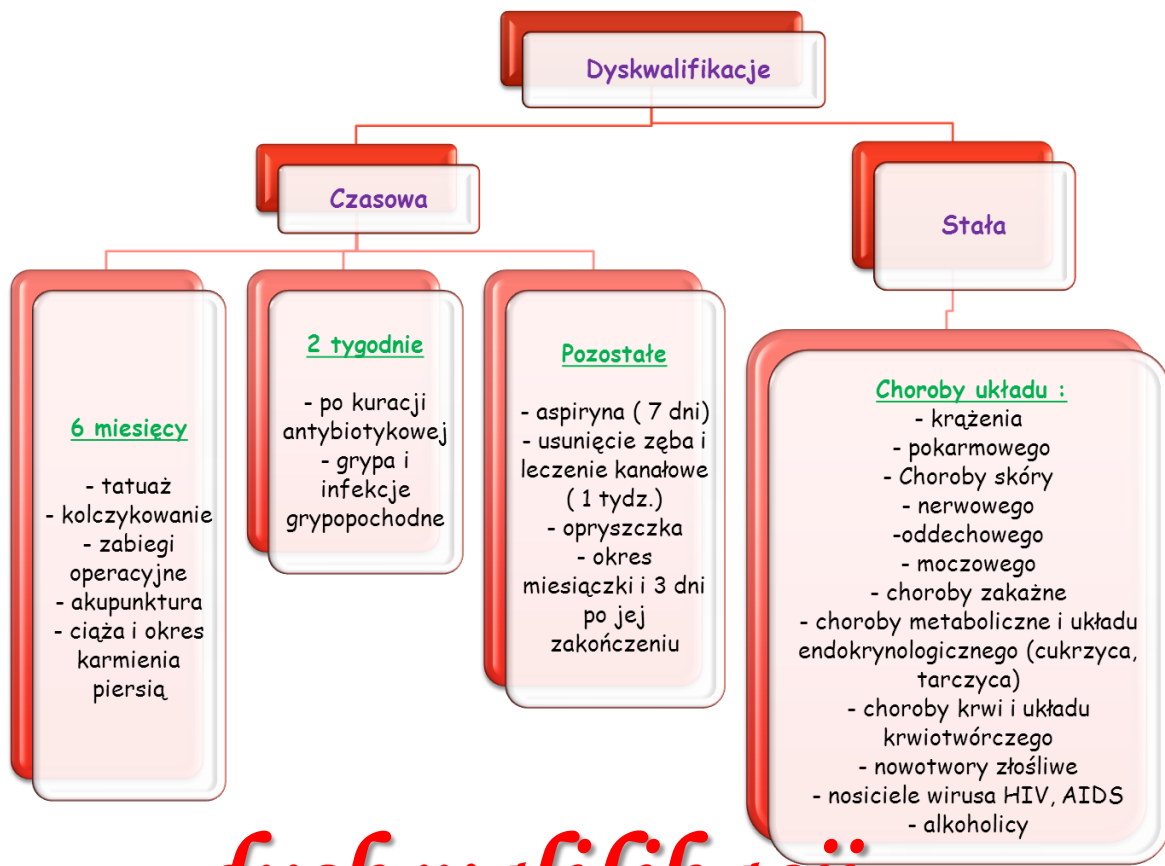 Dyskwalifikacje
Czasowa
Stała
6 miesięcy
- tatuaż
- kolczykowanie
- zabiegi
operacyjne
- akupunktura
- ciąża i okres
karmienia
piersią
2 tygodnie
- po kuracji
antybiotykowej
- grypa i
infekcje
grypopochodne
Pozostałe
- aspiryna ( 7 dni)
- usunięcie zęba i
leczenie kanałowe
( 1 tydz.)
- opryszczka
- okres
miesiączki i 3 dni
po jej
zakończeniu
Choroby układu :
- krążenia
- pokarmowego
- Choroby skóry
- nerwowego
-oddechowego
- moczowego
- choroby zakaźne
- choroby metaboliczne i układu
endokrynologicznego (cukrzyca,
tarczyca)
- choroby krwi i układu
krwiotwórczego
- nowotwory złośliwe
- nosiciele wirusa HIV, AIDS
- alkoholicy
dyskwalifikacji